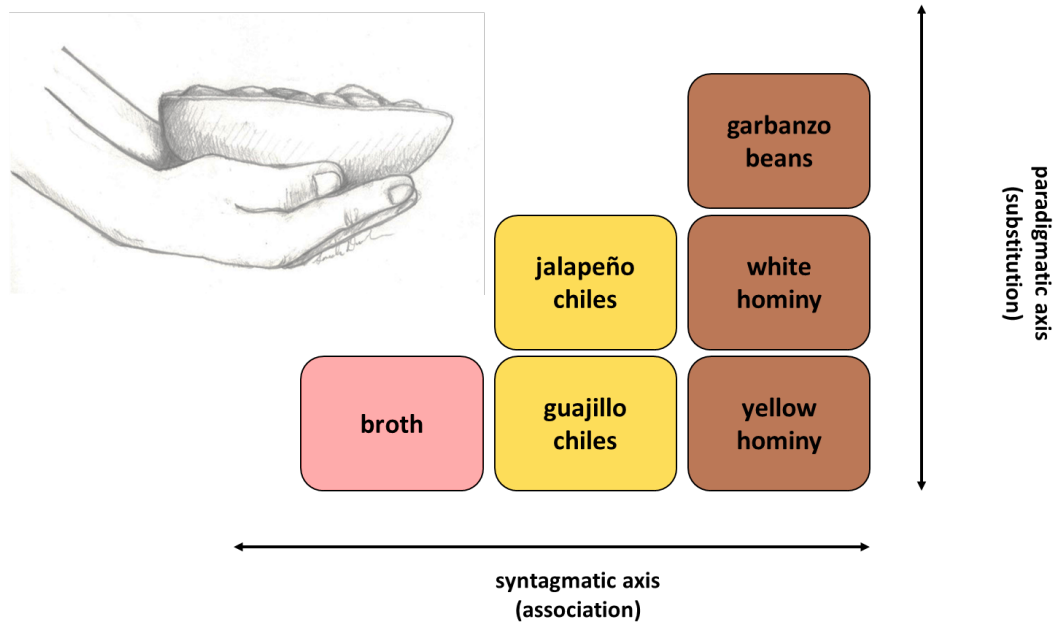 garbanzo
beans
jalapeño
chiles
white
hominy
broth
guajillo
chiles
yellow
hominy
paradigmatic axis
(substitution)
syntagmatic axis
(association)